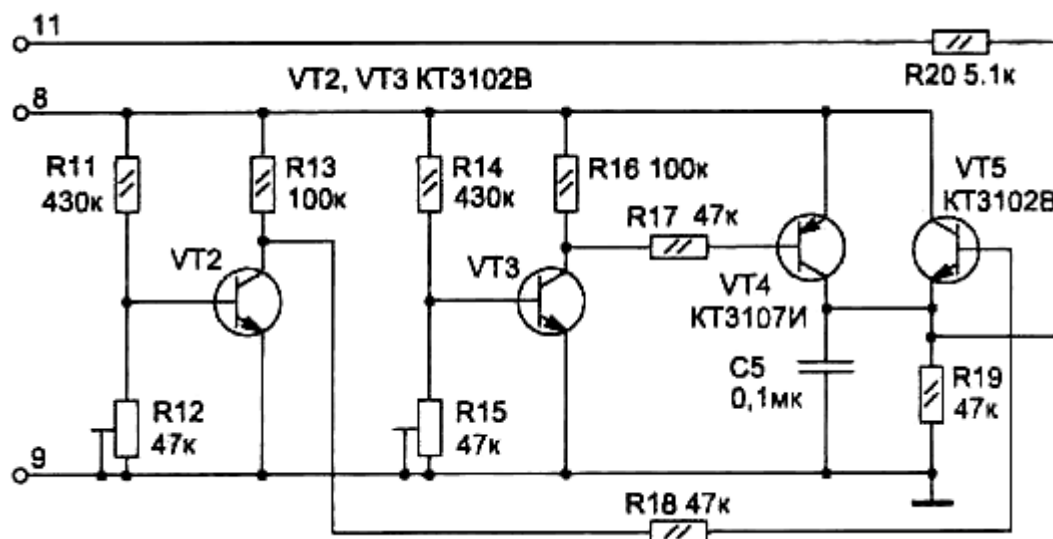 11
R20 5.1к
VT2, VT3 КТ3102В
8
R11
430к
R13
100к
R14
430к
R16 100к
VT5
КТ3102В
R17 47к
VT2
VT3
VT4
КТ3107И
C5
0,1мк
R12
47к
R15
47к
R19
47к
9
R18 47к